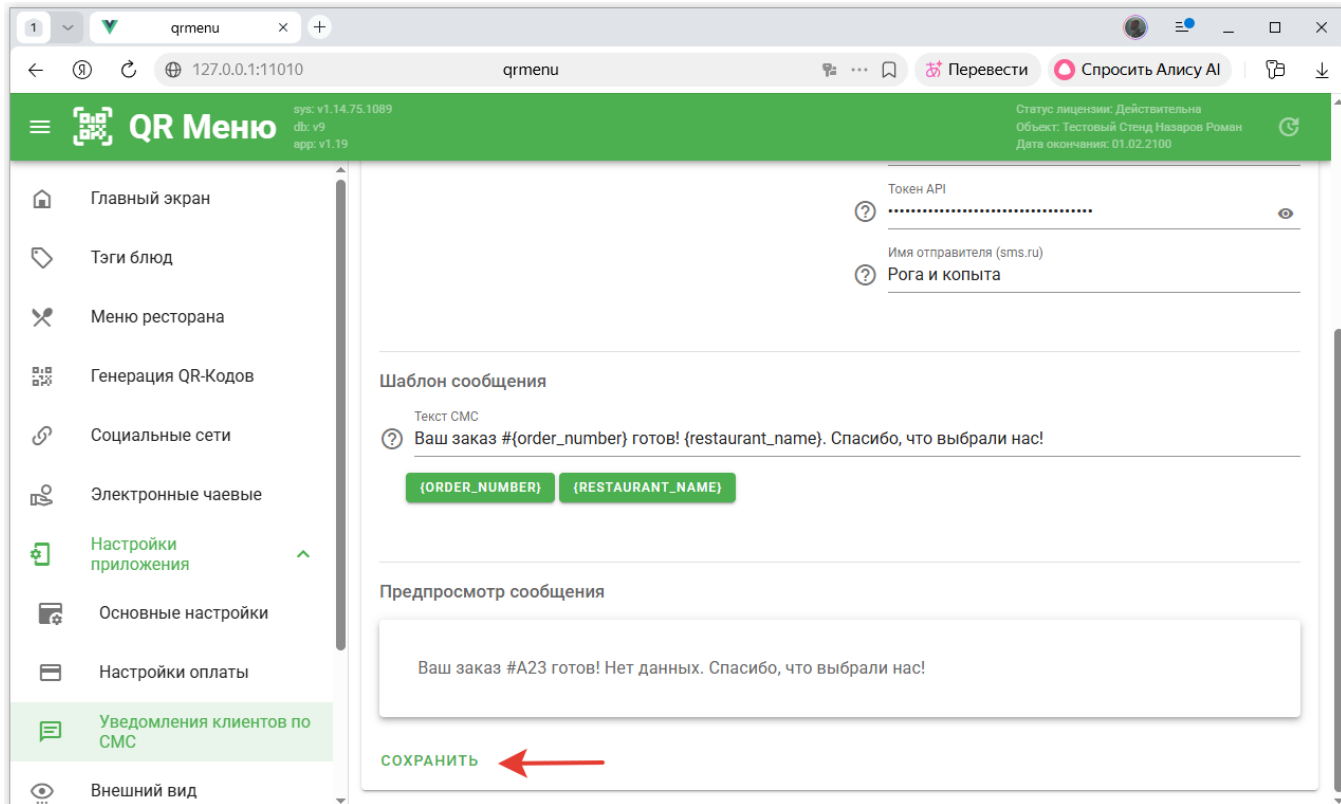 1
qrmenu
127.0.0.1:11010
qrmenu
Перевести
Спросить Алису AI
QR Меню
sys: v1.14.75.1089
db: v9
app: v1.19
Статус лицензии: Действительна
Объект: Тестовый Стенд Назаров Роман
Дата окончания: 01.02.2100
Главный экран
Тэги блюд
Меню ресторана
Генерация QR-Кодов
Социальные сети
Электронные чаевые
Настройки
приложения
Основные настройки
Настройки оплаты
Уведомления клиентов по
СМС
Внешний вид
Токен API
••••••••••••••••••••••••••••••••••••
Имя отправителя (sms.ru)
Рога и копыта
Шаблон сообщения
Текст СМС
Ваш заказ #{order_number} готов! {restaurant_name}. Спасибо, что выбрали нас!
{ORDER_NUMBER} {RESTAURANT_NAME}
Предпросмотр сообщения
Ваш заказ #A23 готов! Нет данных. Спасибо, что выбрали нас!
СОХРАНИТЬ